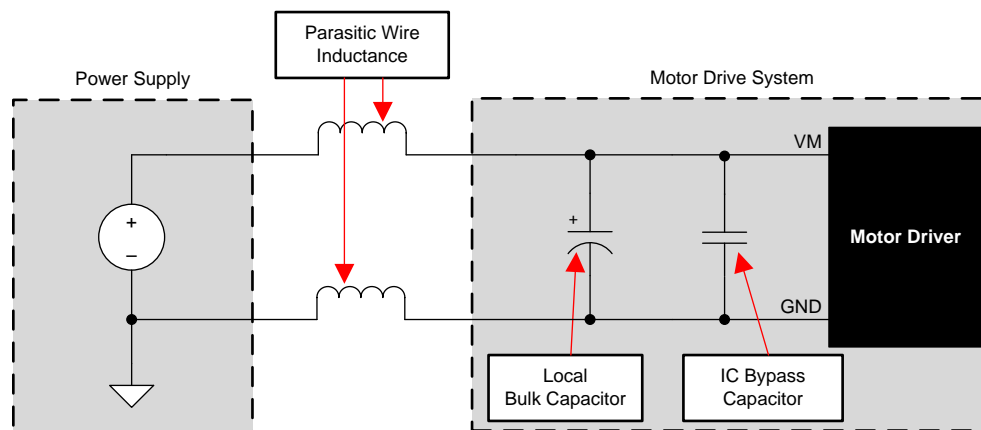 Parasitic Wire
Inductance
Power Supply
Motor Drive System
VM
+
–
+
Motor Driver
GND
Local
Bulk Capacitor
IC Bypass
Capacitor